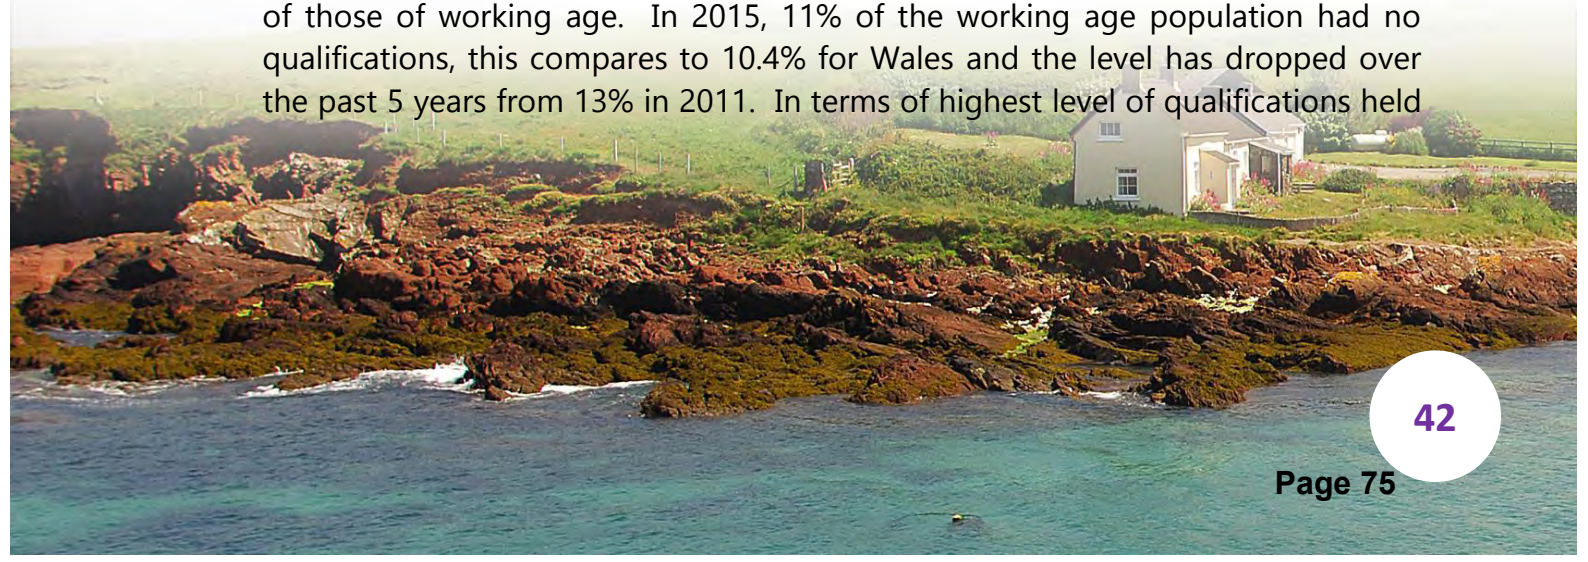 of those of working age. In 2015, 11% of the working age population had no
qualifications, this compares to 10.4% for Wales and the level has dropped over
the past 5 years from 13% in 2011. In terms of highest level of qualifications held
42
Page 75